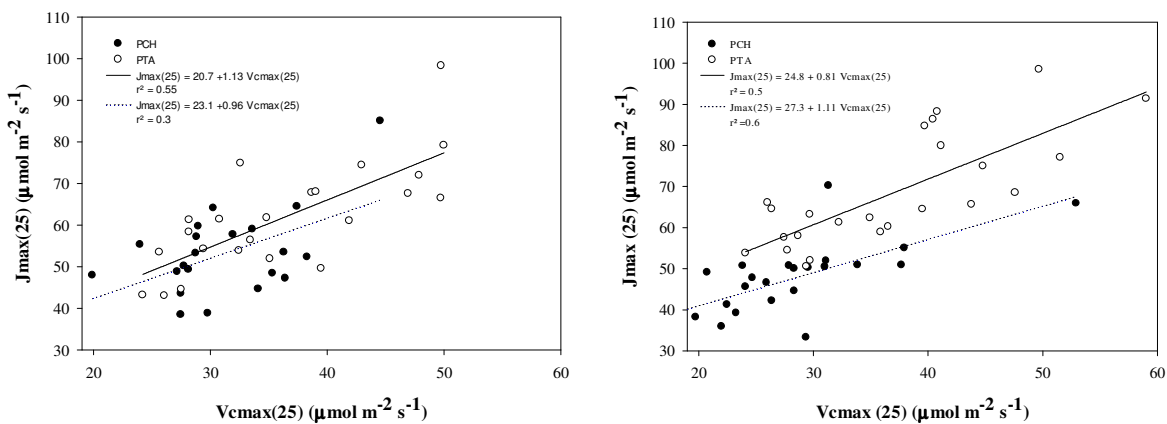 110
100
90
80
70
60
50
40
30
Jmax(25) (μmol m-2 s-1)
PCH
PTA
Jmax(25) = 20.7 +1.13 Vcmax(25)
r² = 0.55
Jmax(25) = 23.1 +0.96 Vcmax(25)
r² = 0.3
20 30 40 50 60
Vcmax(25) (μmol m-2 s-1)
110
100
90
80
70
60
50
40
30
Jmax (25) (μmol m-2 s-1)
PCH
PTA
Jmax(25) = 24.8 + 0.81 Vcmax(25)
r² = 0.5
Jmax(25) = 27.3 + 1.11 Vcmax(25)
r² =0.6
20 30 40 50 60
Vcmax (25) (μmol m-2 s-1)